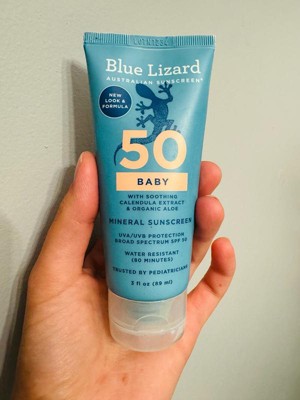 Blue Lizard
AUSTRALIAN SUNSCREEN
NEW
LOOK &
FORMULA
50
BABY
WITH SOOTHING
CALENDULA EXTRACT
& ORGANIC ALOE
MINERAL SUNSCREEN
UVA/UVB PROTECTION
BROAD SPECTRUM SPF 50
WATER RESISTANT
(80 MINUTES)
TRUSTED BY PEDIATRICIANS
3 fl oz (89 ml)